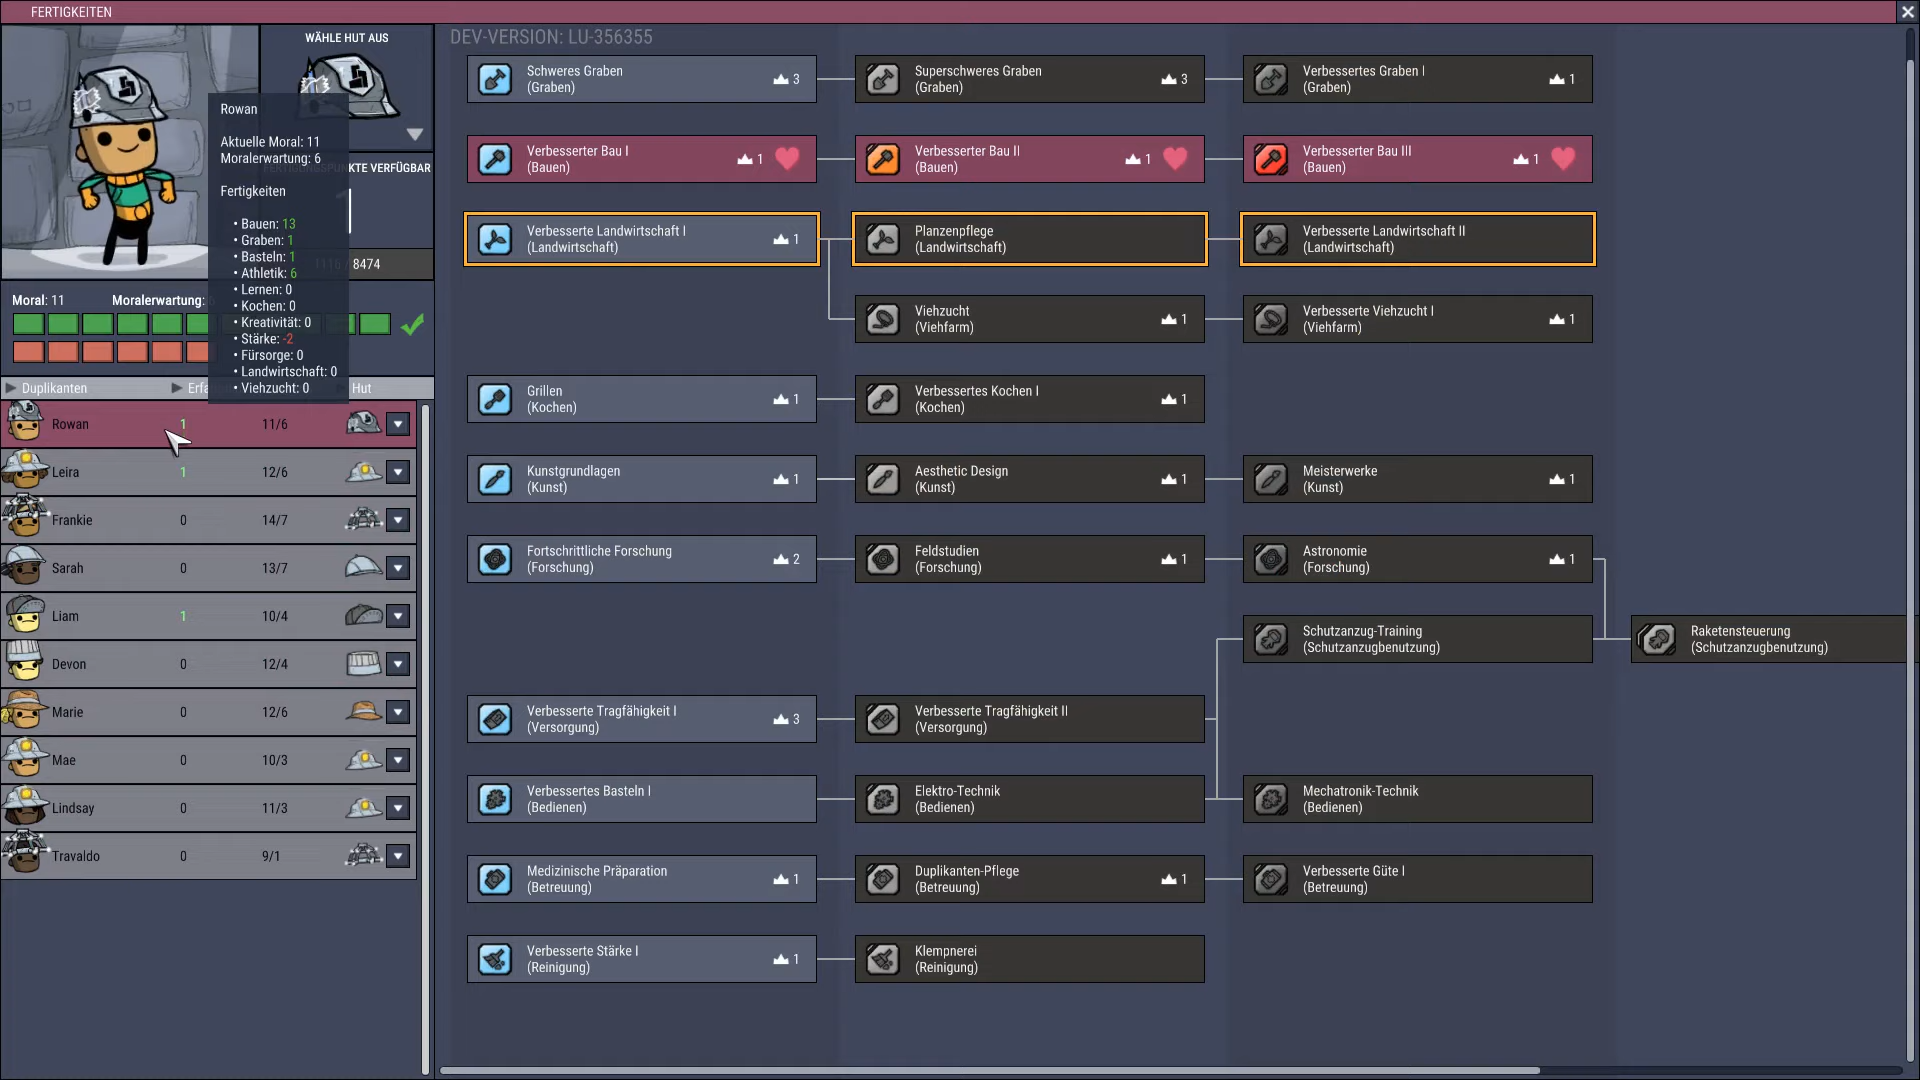 FERTIGKEITEN
WÄHLE HUT AUS
Rowan
Aktuelle Moral: 11
Moralerwartung: 6
PUNKTE VERFÜGBAR
Fertigkeiten
• Bauen: 13
• Graben: 1
• Basteln: 1
• Athletik: 6
• Lernen: 0
• Kochen: 0
• Kreativität: 0
• Stärke: -2
• Fürsorge: 0
• Landwirtschaft: 0
• Viehzucht: 0
/ 8474
Moral: 11
Moralerwartung:
Duplikanten
Hut
Rowan 1 11/6
Leira 1 12/6
Frankie 0 14/7
Sarah 0 13/7
Liam 1 10/4
Devon 0 12/4
Marie 0 12/6
Mae 0 10/3
Lindsay 0 11/3
Travaldo 0 9/1
DEV-VERSION: LU-356355
Schweres Graben
(Graben)
3
Superschweres Graben
(Graben)
3
Verbessertes Graben I
(Graben)
1
Verbesserter Bau I
(Bauen)
1
Verbesserter Bau II
(Bauen)
1
Verbesserter Bau III
(Bauen)
1
Verbesserte Landwirtschaft I
(Landwirtschaft)
1
Planzenpflege
(Landwirtschaft)
Verbesserte Landwirtschaft II
(Landwirtschaft)
Viehzucht
(Viehfarm)
1
Verbesserte Viehzucht I
(Viehfarm)
1
Grillen
(Kochen)
1
Verbessertes Kochen I
(Kochen)
1
Kunstgrundlagen
(Kunst)
1
Aesthetic Design
(Kunst)
1
Meisterwerke
(Kunst)
1
Fortschrittliche Forschung
(Forschung)
2
Feldstudien
(Forschung)
1
Astronomie
(Forschung)
1
Schutzanzug-Training
(Schutzanzugbenutzung)
Raketensteuerung
(Schutzanzugbenutzung)
Verbesserte Tragfähigkeit I
(Versorgung)
3
Verbesserte Tragfähigkeit II
(Versorgung)
Verbessertes Basteln I
(Bedienen)
Elektro-Technik
(Bedienen)
Mechatronik-Technik
(Bedienen)
Medizinische Präparation
(Betreuung)
1
Duplikanten-Pflege
(Betreuung)
1
Verbesserte Güte I
(Betreuung)
Verbesserte Stärke I
(Reinigung)
1
Klempnerei
(Reinigung)